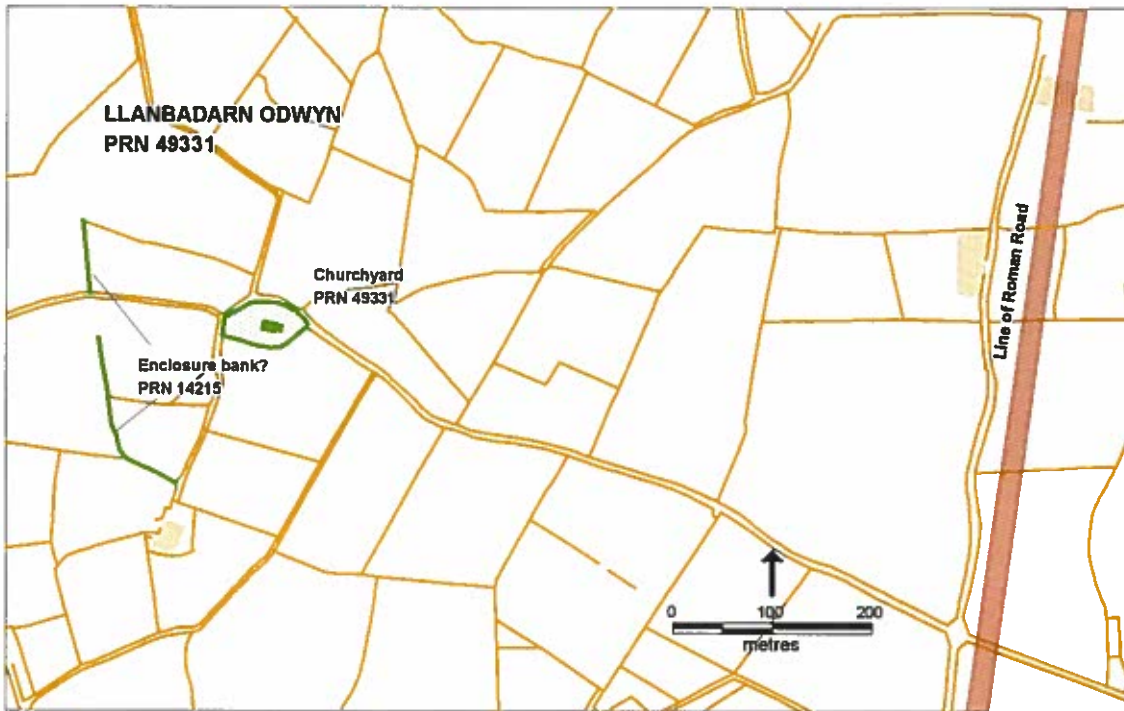 LLANBADARN ODWYN
PRN 49331
Churchyard
PRN 49331
Line of Roman Road
Enclosure bank?
PRN 14215
0 100 200
metres